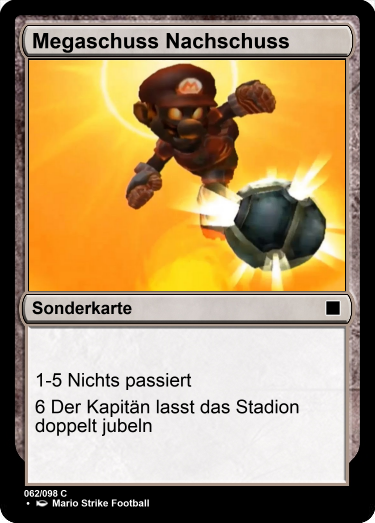 Megaschuss Nachschuss
Sonderkarte
1-5 Nichts passiert
6 Der Kapitän lasst das Stadion
doppelt jubeln
062/098 C
• Mario Strike Football